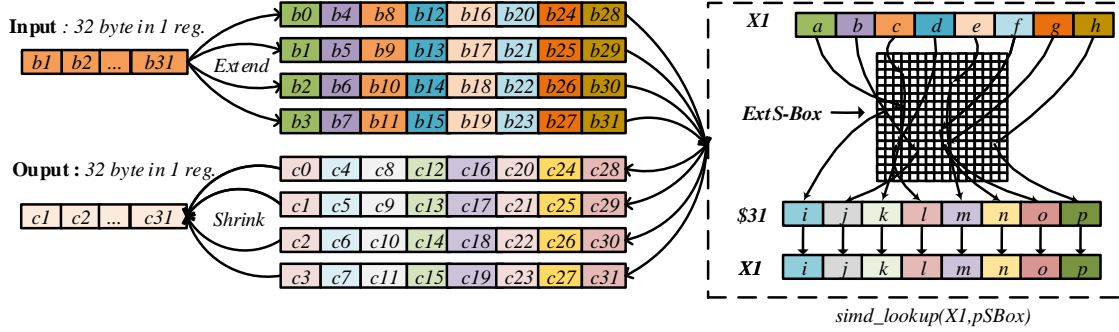 Input : 32 byte in 1 reg.
b1 b2 ... b31
Extend
b0 b4 b8 b12 b16 b20 b24 b28
b1 b5 b9 b13 b17 b21 b25 b29
b2 b6 b10 b14 b18 b22 b26 b30
b3 b7 b11 b15 b19 b23 b27 b31
Ouput : 32 byte in 1 reg.
c1 c2 ... c31
Shrink
c0 c4 c8 c12 c16 c20 c24 c28
c1 c5 c9 c13 c17 c21 c25 c29
c2 c6 c10 c14 c18 c22 c26 c30
c3 c7 c11 c15 c19 c23 c27 c31
X1 a b c d e f g h
ExtS-Box
$31 i j k l m n o p
X1 i j k l m n o p
simd_lookup(X1,pSBox)